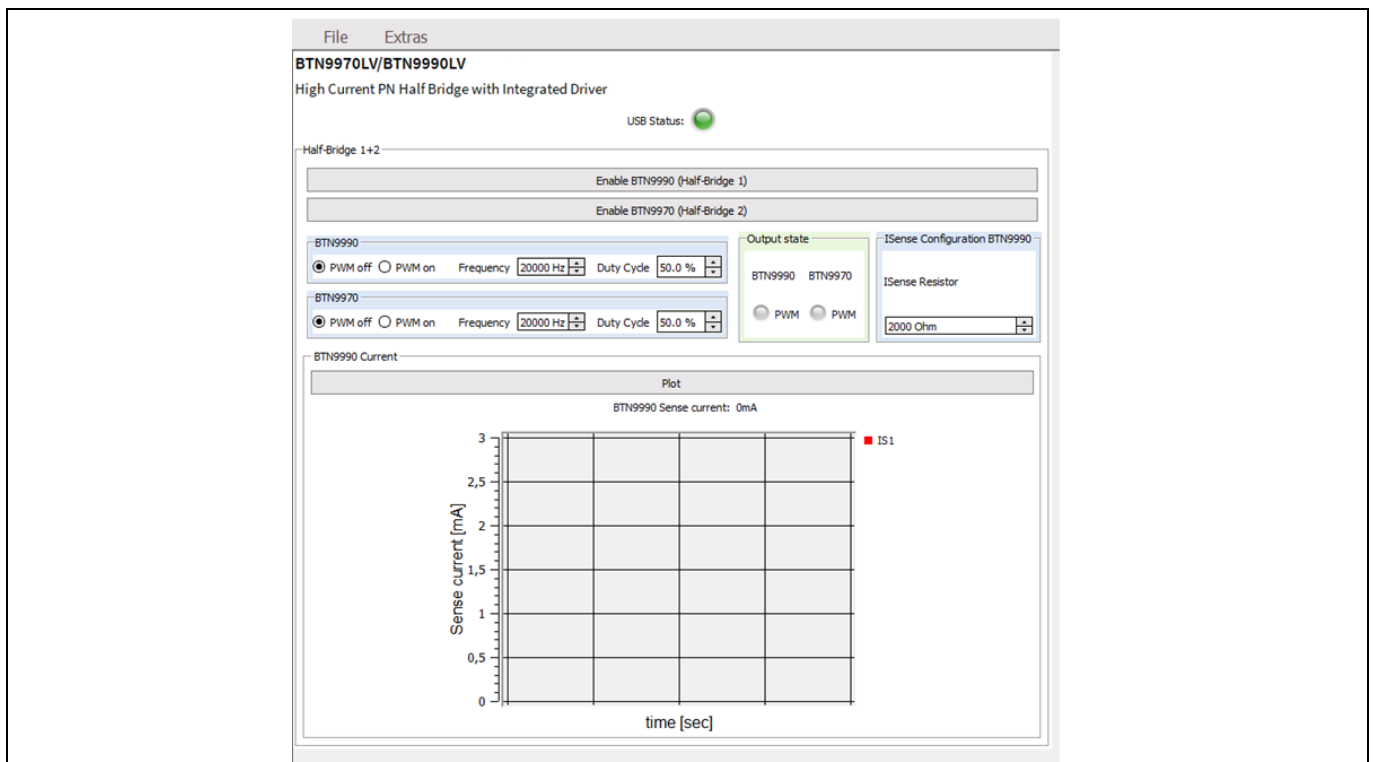 File Extras
BTN9970LV/BTN9990LV
High Current PN Half Bridge with Integrated Driver
USB Status:
Half-Bridge 1+2
Enable BTN9990 (Half-Bridge 1)
Enable BTN9970 (Half-Bridge 2)
BTN9990
PWM off PWM on Frequency 20000 Hz Duty Cycle 50.0 %
BTN9970
PWM off PWM on Frequency 20000 Hz Duty Cycle 50.0 %
Output state
BTN9990 BTN9970
PWM PWM
ISense Configuration BTN9990
ISense Resistor
2000 Ohm
BTN9990 Current
Plot
BTN9990 Sense current: 0mA
3
2,5
2
1,5
1
0,5
0
Sense current [mA]
time [sec]
IS1